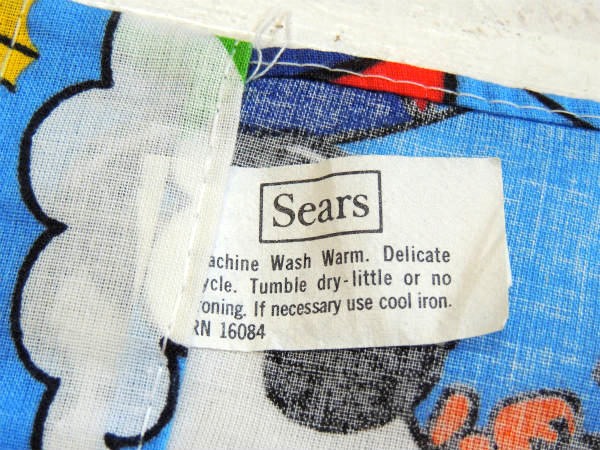 Sears
achine Wash Warm. Delicate
ycle. Tumble dry-little or no
roning. If necessary use cool iron.
RN 16084